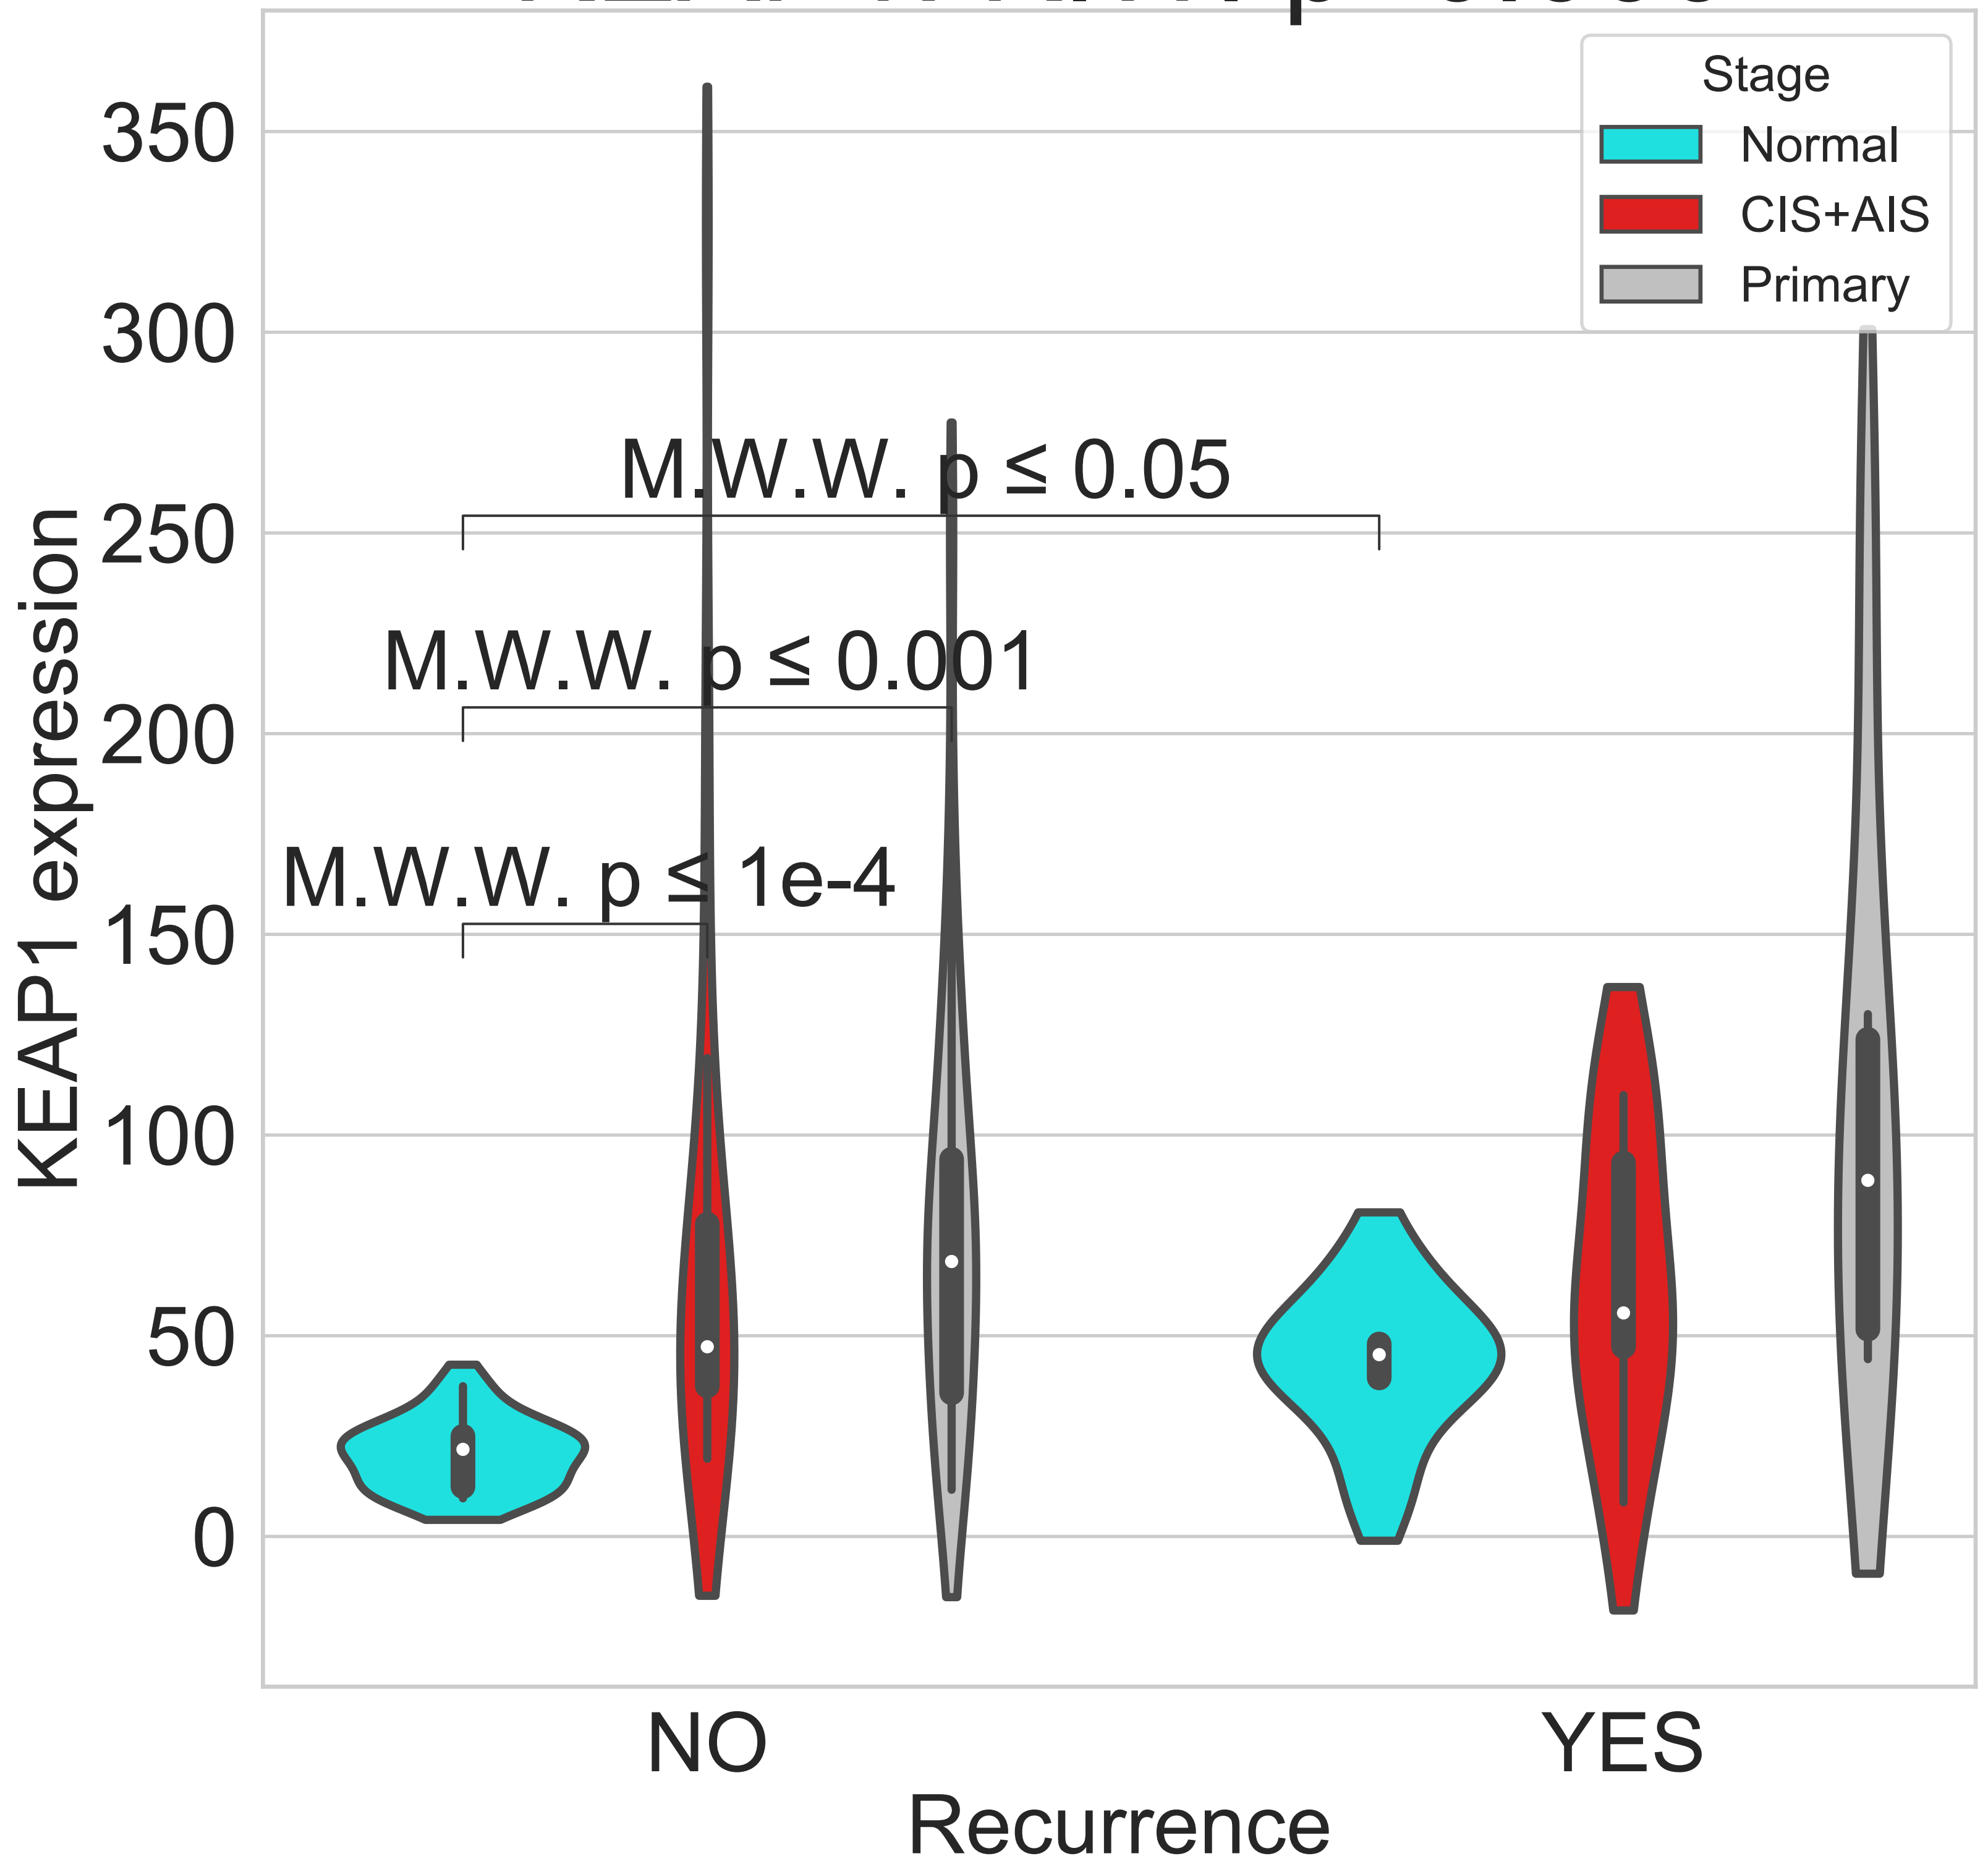 Stage
Normal
CIS+AIS
Primary
350
300
250
200
150
100
50
0
KEAP1 expression
M.W.W. p ≤ 0.05
M.W.W. p ≤ 0.001
M.W.W. p ≤ 1e-4
NO
YES
Recurrence